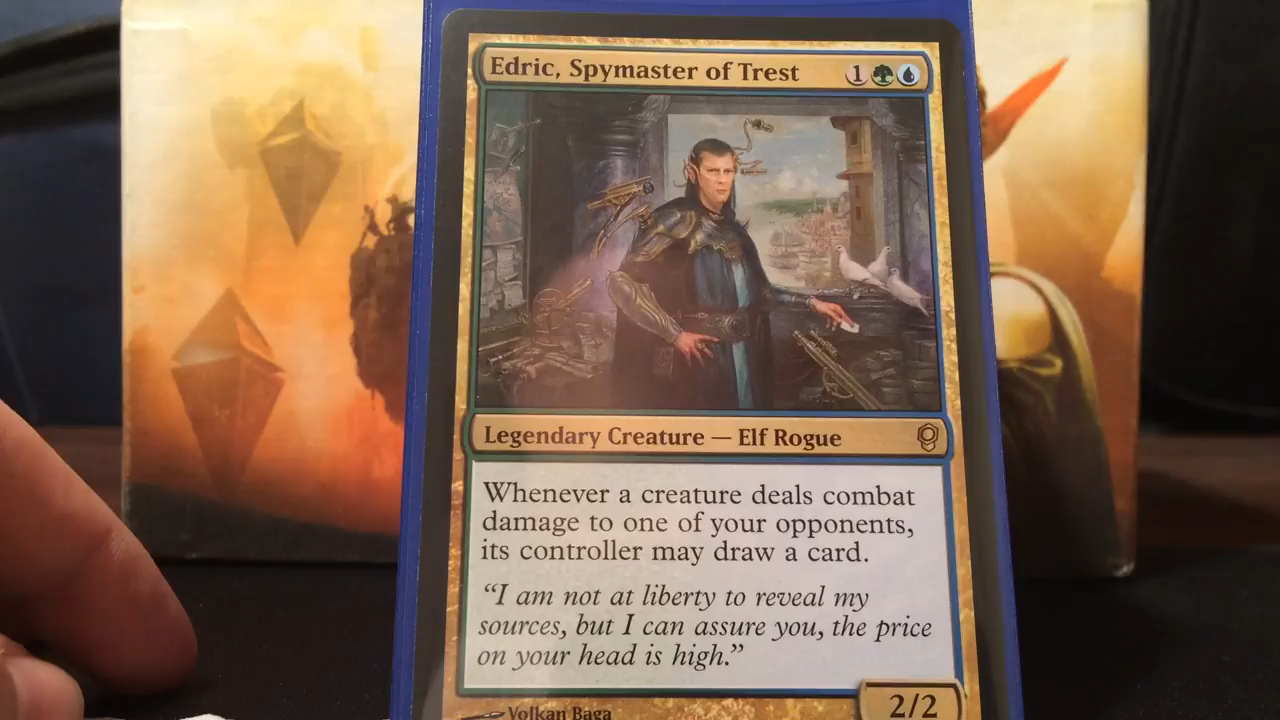 Edric, Spymaster of Trest 1
Legendary Creature — Elf Rogue
Whenever a creature deals combat
damage to one of your opponents,
its controller may draw a card.
“I am not at liberty to reveal my
sources, but I can assure you, the price
on your head is high.”
2/2
Volkan Baga